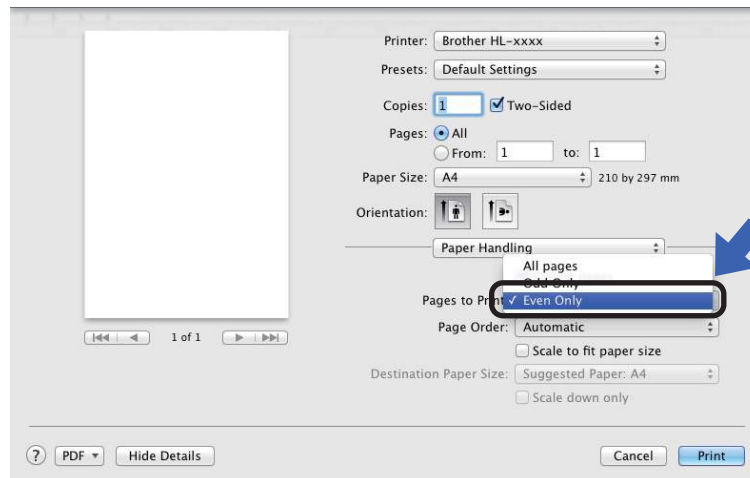 Printer: Brother HL-xxxx
Presets: Default Settings
Copies: 1 Two-Sided
Pages: All
From: 1 to: 1
Paper Size: A4 210 by 297 mm
Orientation:
Paper Handling
All pages
Odd Only
Pages to Print ✓ Even Only
Page Order: Automatic
1 of 1
Scale to fit paper size
Destination Paper Size: Suggested Paper: A4
Scale down only
? PDF Hide Details Cancel Print